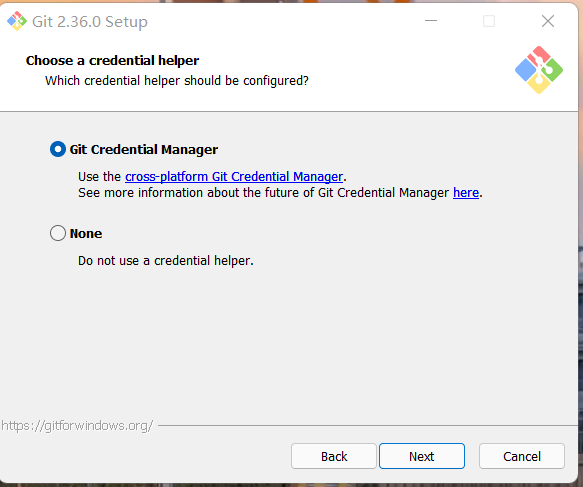 Git 2.36.0 Setup
Choose a credential helper
Which credential helper should be configured?
Git Credential Manager
Use the cross-platform Git Credential Manager.
See more information about the future of Git Credential Manager here.
None
Do not use a credential helper.
https://gitforwindows.org/
Back Next Cancel